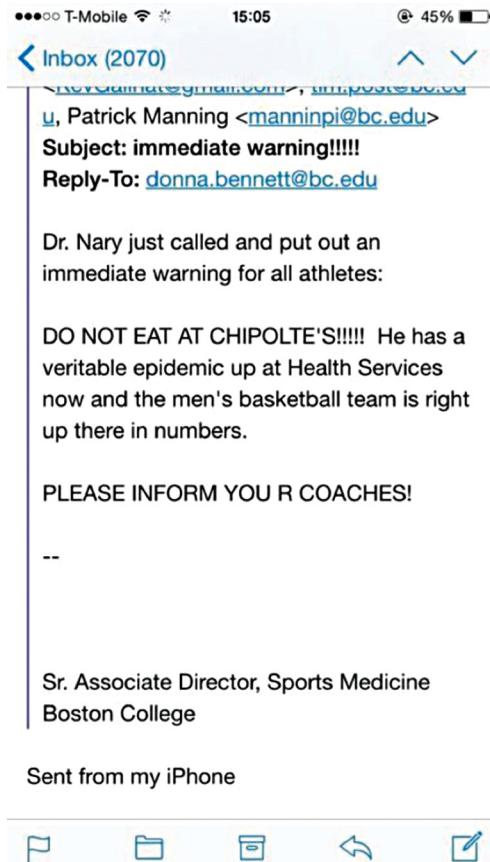 T-Mobile 15:05 45%
Inbox (2070)
u, Patrick Manning <manninpi@bc.edu>
Subject: immediate warning!!!!!
Reply-To: donna.bennett@bc.edu
Dr. Nary just called and put out an
immediate warning for all athletes:
DO NOT EAT AT CHIPOLTE'S!!!!! He has a
veritable epidemic up at Health Services
now and the men's basketball team is right
up there in numbers.
PLEASE INFORM YOU R COACHES!
--
Sr. Associate Director, Sports Medicine
Boston College
Sent from my iPhone